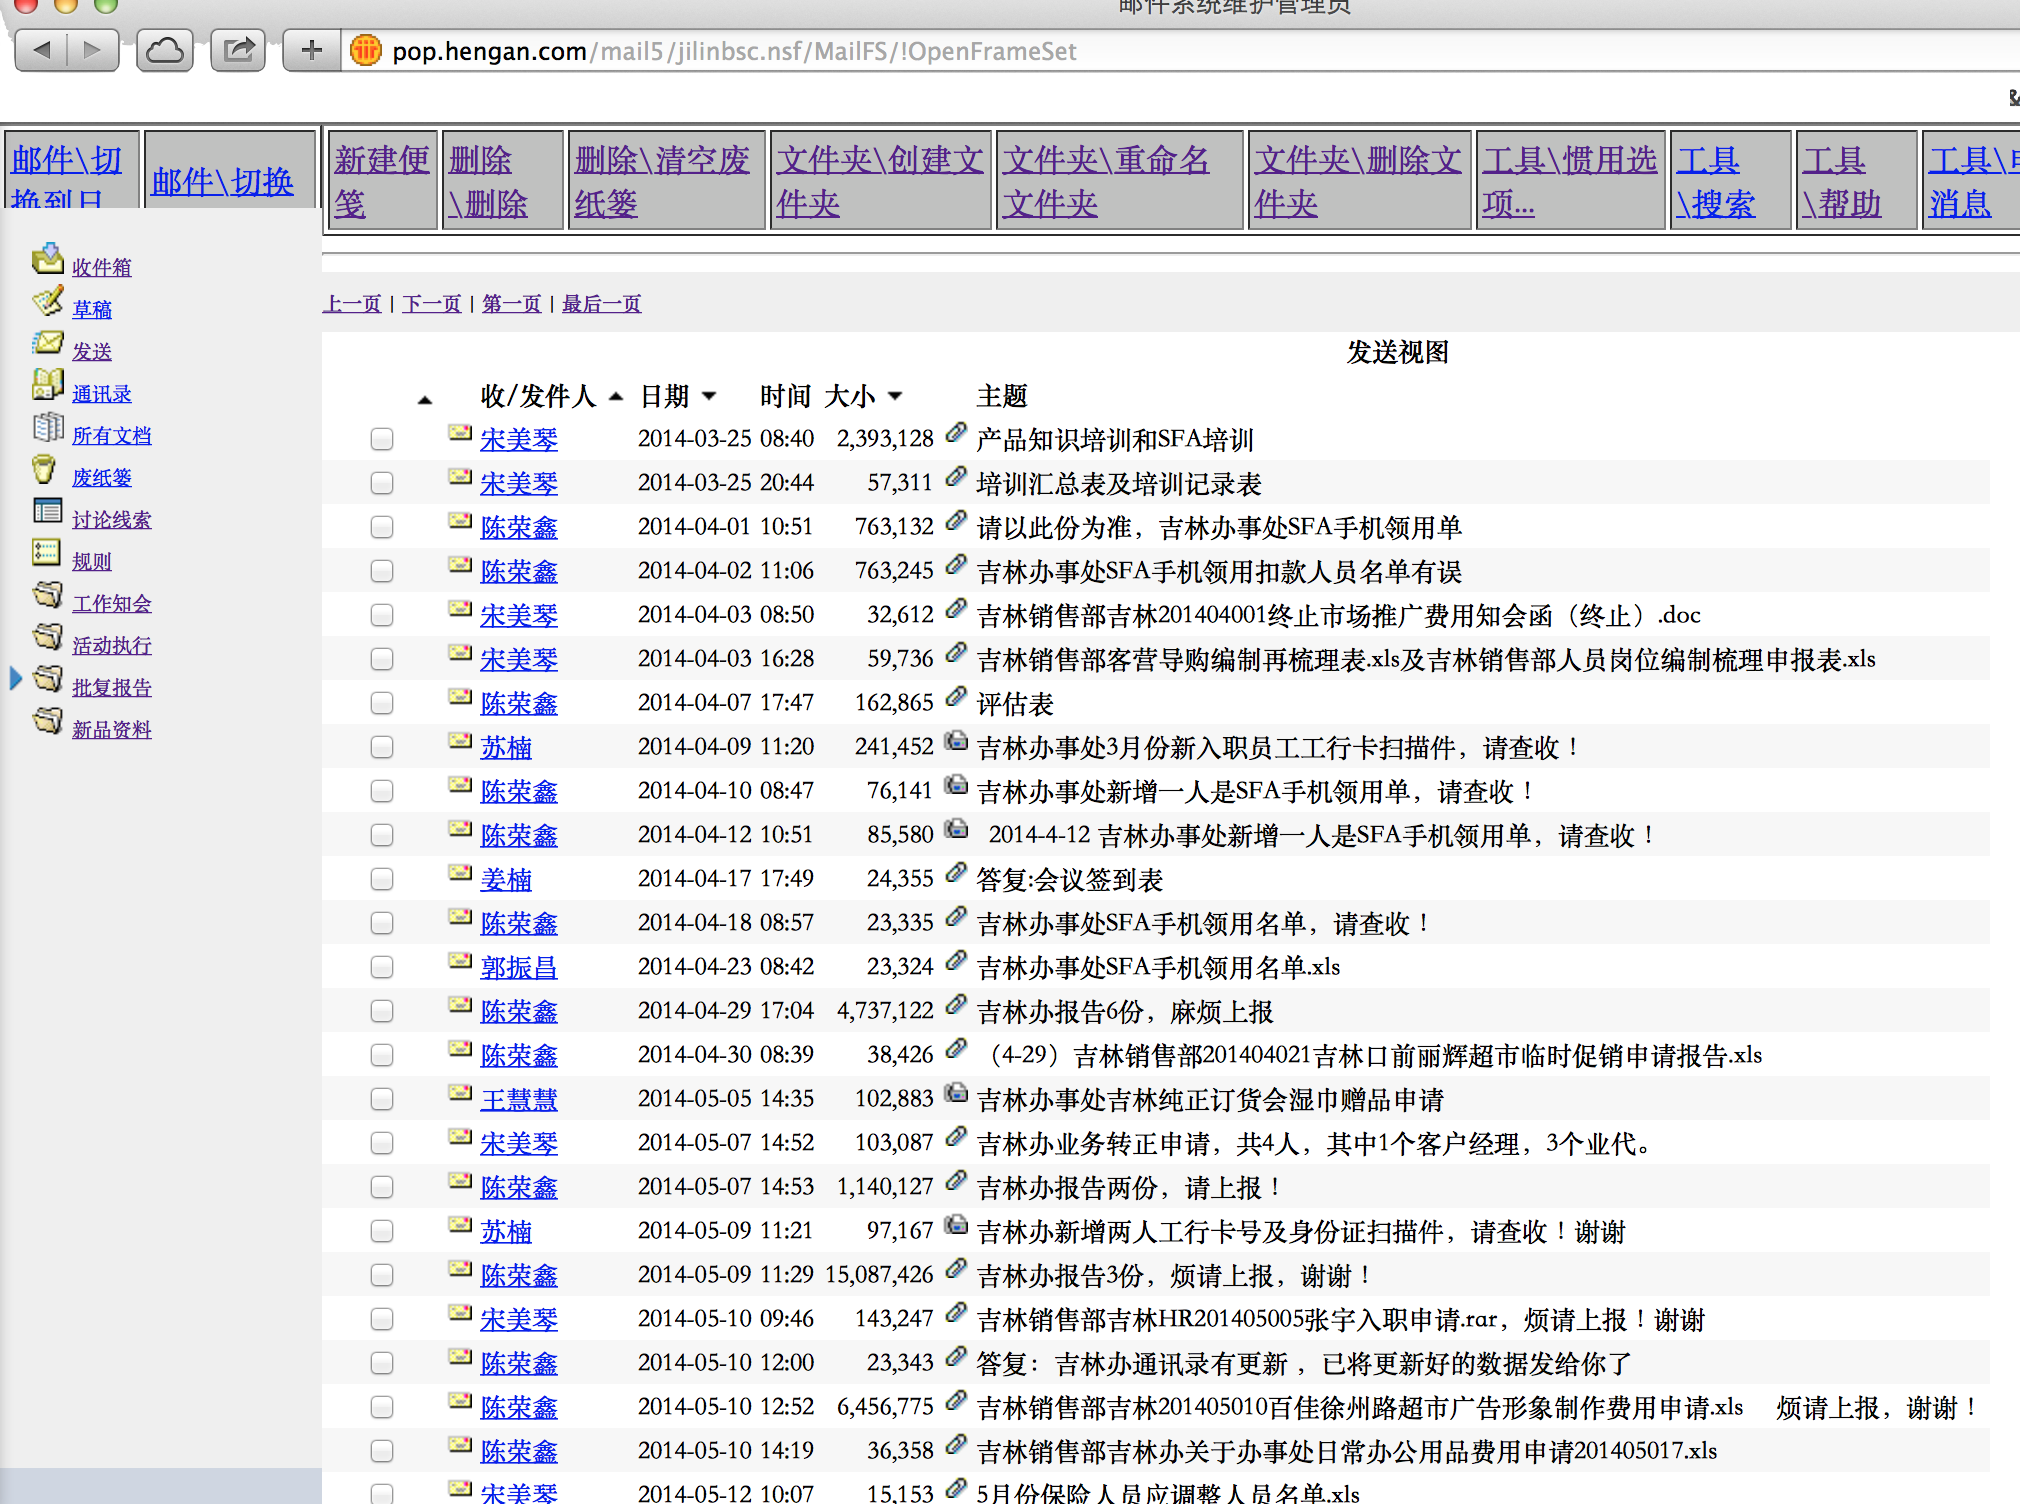 邮件系统维护管理员
pop.hengan.com/mail5/jilinbsc.nsf/MailFS/!OpenFrameSet
&
邮件\切换到日
邮件\切换
新建便笺
删除\删除
删除\清空废纸篓
文件夹\创建文件夹
文件夹\重命名文件夹
文件夹\删除文件夹
工具\惯用选项...
工具\搜索
工具\帮助
工具\
消息
收件箱
草稿
发送
通讯录
所有文档
废纸篓
讨论线索
规则
工作知会
活动执行
批复报告
新品资料
上一页 | 下一页 | 第一页 | 最后一页
发送视图
收/发件人 日期 时间 大小 主题
宋美琴 2014-03-25 08:40 2,393,128 产品知识培训和SFA培训
宋美琴 2014-03-25 20:44 57,311 培训汇总表及培训记录表
陈荣鑫 2014-04-01 10:51 763,132 请以此份为准，吉林办事处SFA手机领用单
陈荣鑫 2014-04-02 11:06 763,245 吉林办事处SFA手机领用扣款人员名单有误
宋美琴 2014-04-03 08:50 32,612 吉林销售部吉林201404001终止市场推广费用知会函（终止）.doc
宋美琴 2014-04-03 16:28 59,736 吉林销售部客营导购编制再梳理表.xls及吉林销售部人员岗位编制梳理申报表.xls
陈荣鑫 2014-04-07 17:47 162,865 评估表
苏楠 2014-04-09 11:20 241,452 吉林办事处3月份新入职员工工行卡扫描件，请查收！
陈荣鑫 2014-04-10 08:47 76,141 吉林办事处新增一人是SFA手机领用单，请查收！
陈荣鑫 2014-04-12 10:51 85,580 2014-4-12 吉林办事处新增一人是SFA手机领用单，请查收！
姜楠 2014-04-17 17:49 24,355 答复:会议签到表
陈荣鑫 2014-04-18 08:57 23,335 吉林办事处SFA手机领用名单，请查收！
郭振昌 2014-04-23 08:42 23,324 吉林办事处SFA手机领用名单.xls
陈荣鑫 2014-04-29 17:04 4,737,122 吉林办报告6份，麻烦上报
陈荣鑫 2014-04-30 08:39 38,426 （4-29）吉林销售部201404021吉林口前丽辉超市临时促销申请报告.xls
王慧慧 2014-05-05 14:35 102,883 吉林办事处吉林纯正订货会湿巾赠品申请
宋美琴 2014-05-07 14:52 103,087 吉林办业务转正申请，共4人，其中1个客户经理，3个业代。
陈荣鑫 2014-05-07 14:53 1,140,127 吉林办报告两份，请上报！
苏楠 2014-05-09 11:21 97,167 吉林办新增两人工行卡号及身份证扫描件，请查收！谢谢
陈荣鑫 2014-05-09 11:29 15,087,426 吉林办报告3份，烦请上报，谢谢！
宋美琴 2014-05-10 09:46 143,247 吉林销售部吉林HR201405005张宇入职申请.rar，烦请上报！谢谢
陈荣鑫 2014-05-10 12:00 23,343 答复：吉林办通讯录有更新 ，已将更新好的数据发给你了
陈荣鑫 2014-05-10 12:52 6,456,775 吉林销售部吉林201405010百佳徐州路超市广告形象制作费用申请.xls 烦请上报，谢谢！
陈荣鑫 2014-05-10 14:19 36,358 吉林销售部吉林办关于办事处日常办公用品费用申请201405017.xls
宋美琴 2014-05-12 10:07 15,153 5月份保险人员应调整人员名单.xls